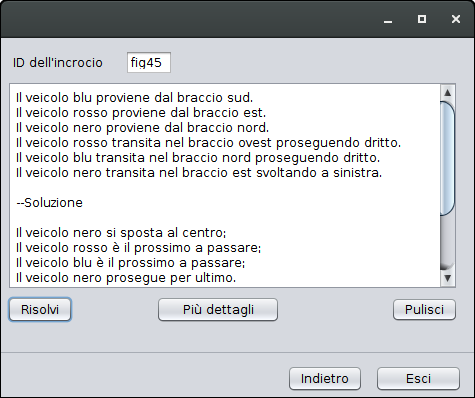 ID dell'incrocio fig45
Il veicolo blu proviene dal braccio sud.
Il veicolo rosso proviene dal braccio est.
Il veicolo nero proviene dal braccio nord.
Il veicolo rosso transita nel braccio ovest proseguendo dritto.
Il veicolo blu transita nel braccio nord proseguendo dritto.
Il veicolo nero transita nel braccio est svoltando a sinistra.
--Soluzione
Il veicolo nero si sposta al centro;
Il veicolo rosso è il prossimo a passare;
Il veicolo blu è il prossimo a passare;
Il veicolo nero prosegue per ultimo.
Risolvi Più dettagli Pulisci
Indietro Esci